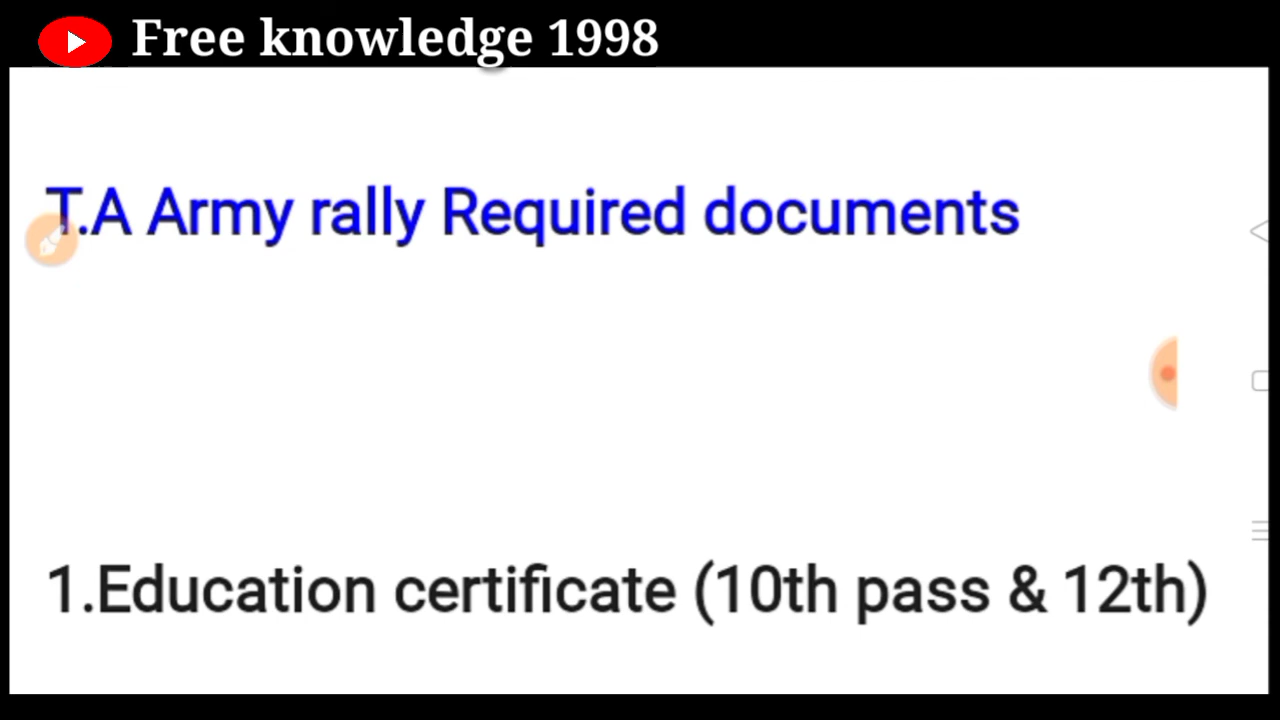 Free knowledge 1998
T.A Army rally Required documents
1.Education certificate (10th pass & 12th)